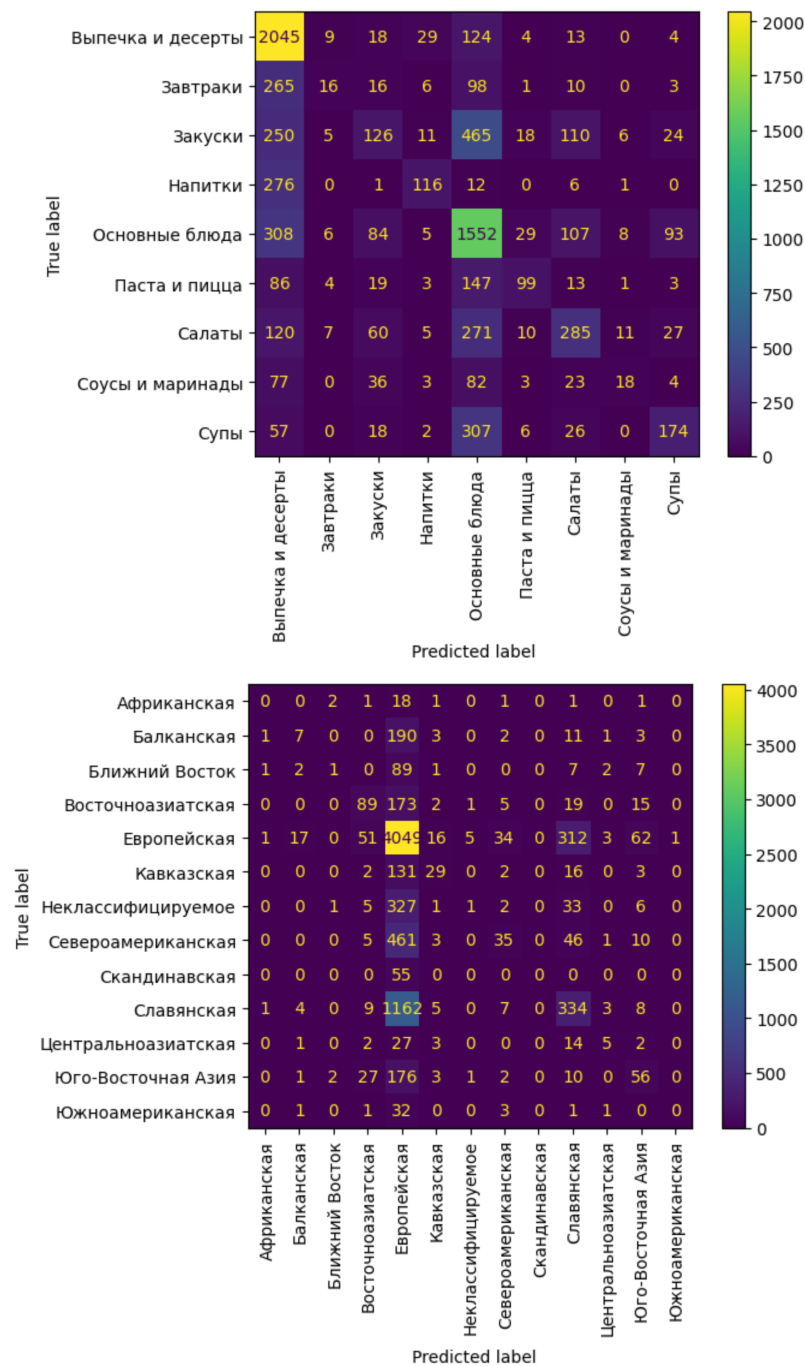 Выпечка и десерты 2045 9 18 29 124 4 13 0 4
Завтраки 265 16 16 6 98 1 10 0 3
Закуски 250 5 126 11 465 18 110 6 24
Напитки 276 0 1 116 12 0 6 1 0
Основные блюда 308 6 84 5 1552 29 107 8 93
Паста и пицца 86 4 19 3 147 99 13 1 3
Салаты 120 7 60 5 271 10 285 11 27
Соусы и маринады 77 0 36 3 82 3 23 18 4
Супы 57 0 18 2 307 6 26 0 174
True label
Выпечка и десерты
Завтраки
Закуски
Напитки
Основные блюда
Паста и пицца
Салаты
Соусы и маринады
Супы
Predicted label
2000
1750
1500
1250
1000
750
500
250
0
Африканская 0 0 2 1 18 1 0 1 0 1 0 1 0
Балканская 1 7 0 0 190 3 0 2 0 11 1 3 0
Ближний Восток 1 2 1 0 89 1 0 0 0 7 2 7 0
Восточноазиатская 0 0 0 89 173 2 1 5 0 19 0 15 0
Европейская 1 17 0 51 4049 16 5 34 0 312 3 62 1
Кавказская 0 0 0 2 131 29 0 2 0 16 0 3 0
Неклассифицируемое 0 0 1 5 327 1 1 2 0 33 0 6 0
Североамериканская 0 0 0 5 461 3 0 35 0 46 1 10 0
Скандинавская 0 0 0 0 55 0 0 0 0 0 0 0 0
Славянская 1 4 0 9 1162 5 0 7 0 334 3 8 0
Центральноазиатская 0 1 0 2 27 3 0 0 0 14 5 2 0
Юго-Восточная Азия 0 1 2 27 176 3 1 2 0 10 0 56 0
Южноамериканская 0 1 0 1 32 0 0 3 0 1 1 0 0
True label
Африканская
Балканская
Ближний Восток
Восточноазиатская
Европейская
Кавказская
Неклассифицируемое
Североамериканская
Скандинавская
Славянская
Центральноазиатская
Юго-Восточная Азия
Южноамериканская
Predicted label
4000
3500
3000
2500
2000
1500
1000
500
0